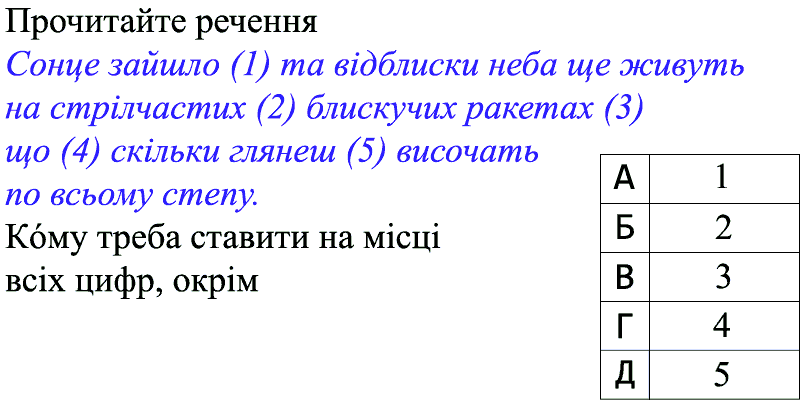 Прочитайте речення
Сонце зайшло (1) та відблиски неба ще живуть
на стрілчастих (2) блискучих ракетах (3)
що (4) скільки глянеш (5) височать
по всьому степу.
Ко́му треба ставити на місці
всіх цифр, окрім
А 1
Б 2
В 3
Г 4
Д 5